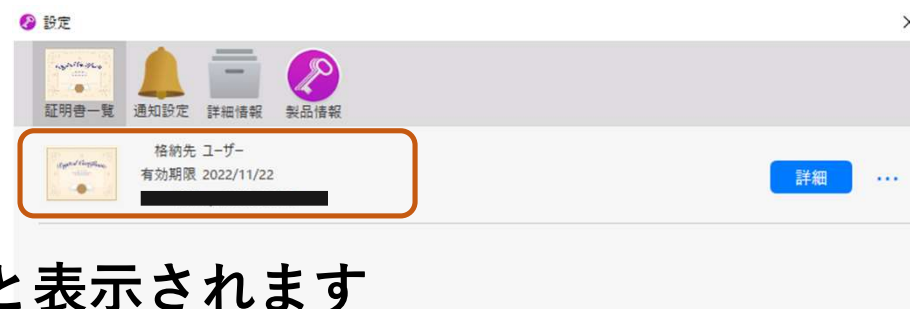 設定
証明書一覧 通知設定 詳細情報 製品情報
格納先 ユーザー
有効期限 2022/11/22
詳細 …
と表示されます